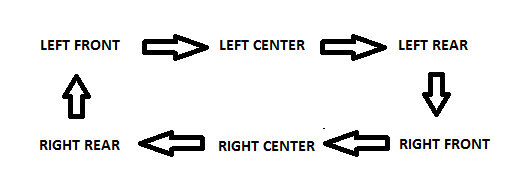 LEFT FRONT
LEFT CENTER
LEFT REAR
RIGHT REAR
RIGHT CENTER
RIGHT FRONT